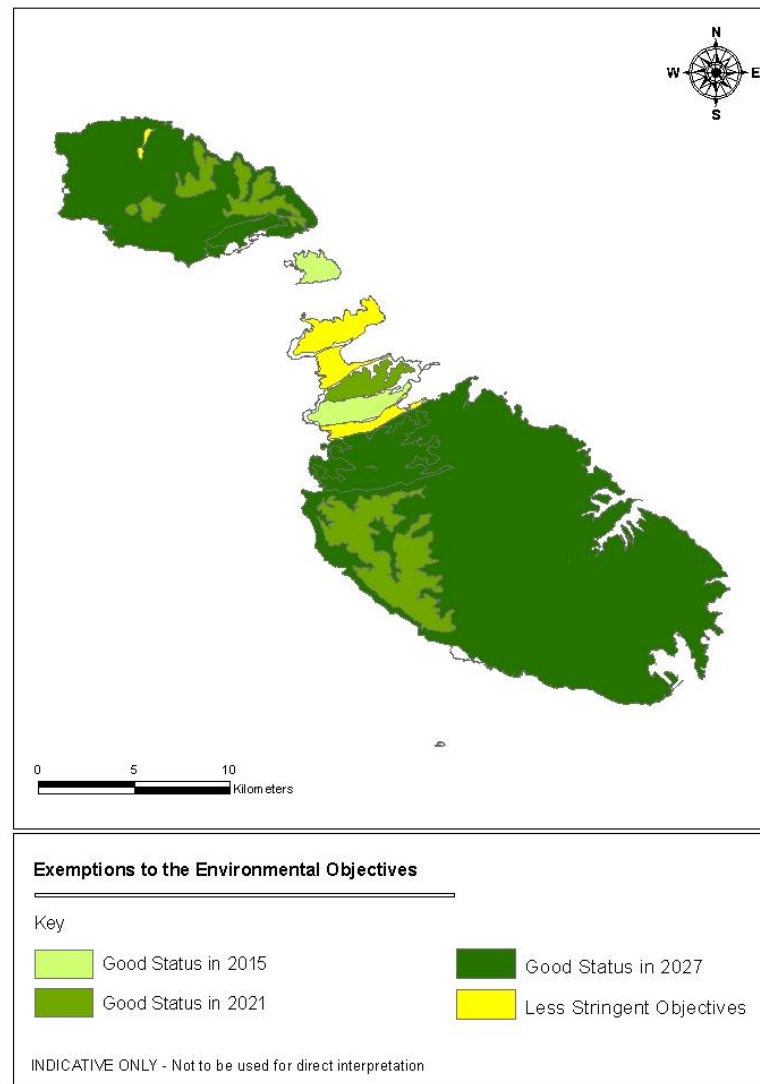 N
W E
S
0 5 10
Kilometers
Exemptions to the Environmental Objectives
Key
Good Status in 2015
Good Status in 2021
Good Status in 2027
Less Stringent Objectives
INDICATIVE ONLY - Not to be used for direct interpretation